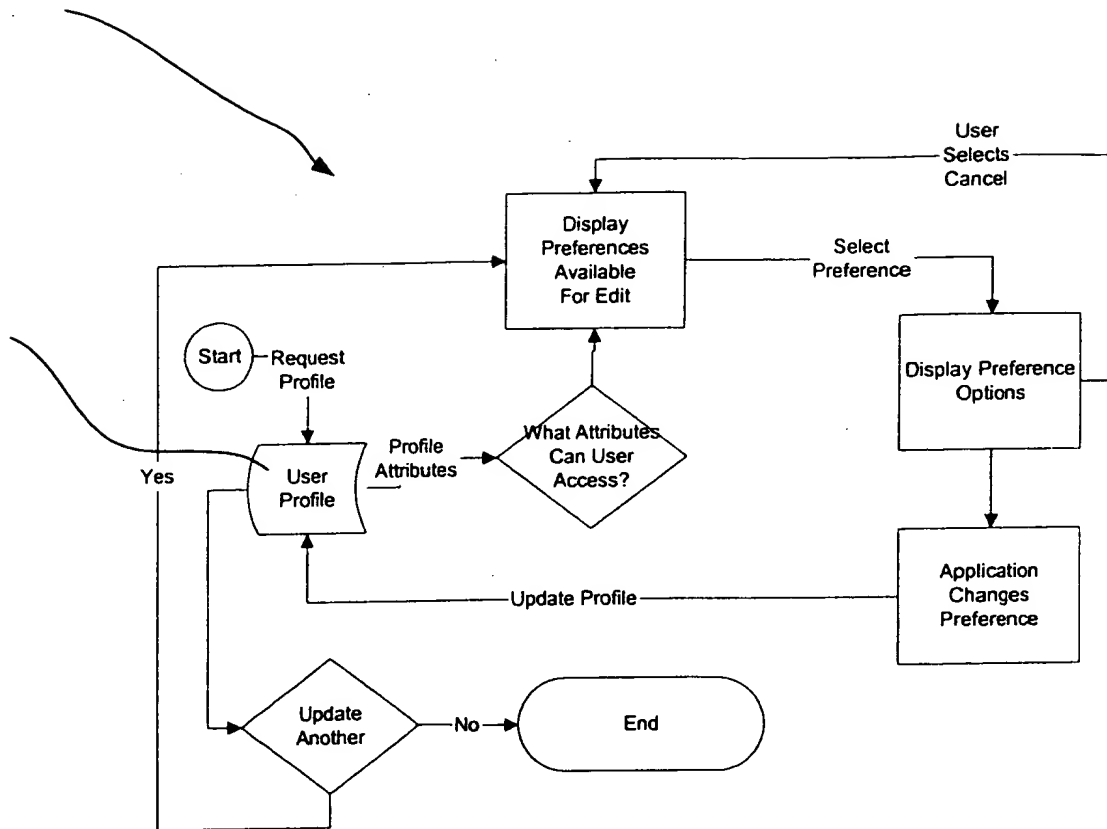 User
Selects
Cancel
Display
Preferences
Available
For Edit
Select
Preference
Start
Request
Profile
Display Preference
Options
What Attributes
Can User
Access?
Profile
Attributes
User
Profile
Yes
Application
Changes
Preference
Update Profile
Update
Another
No
End